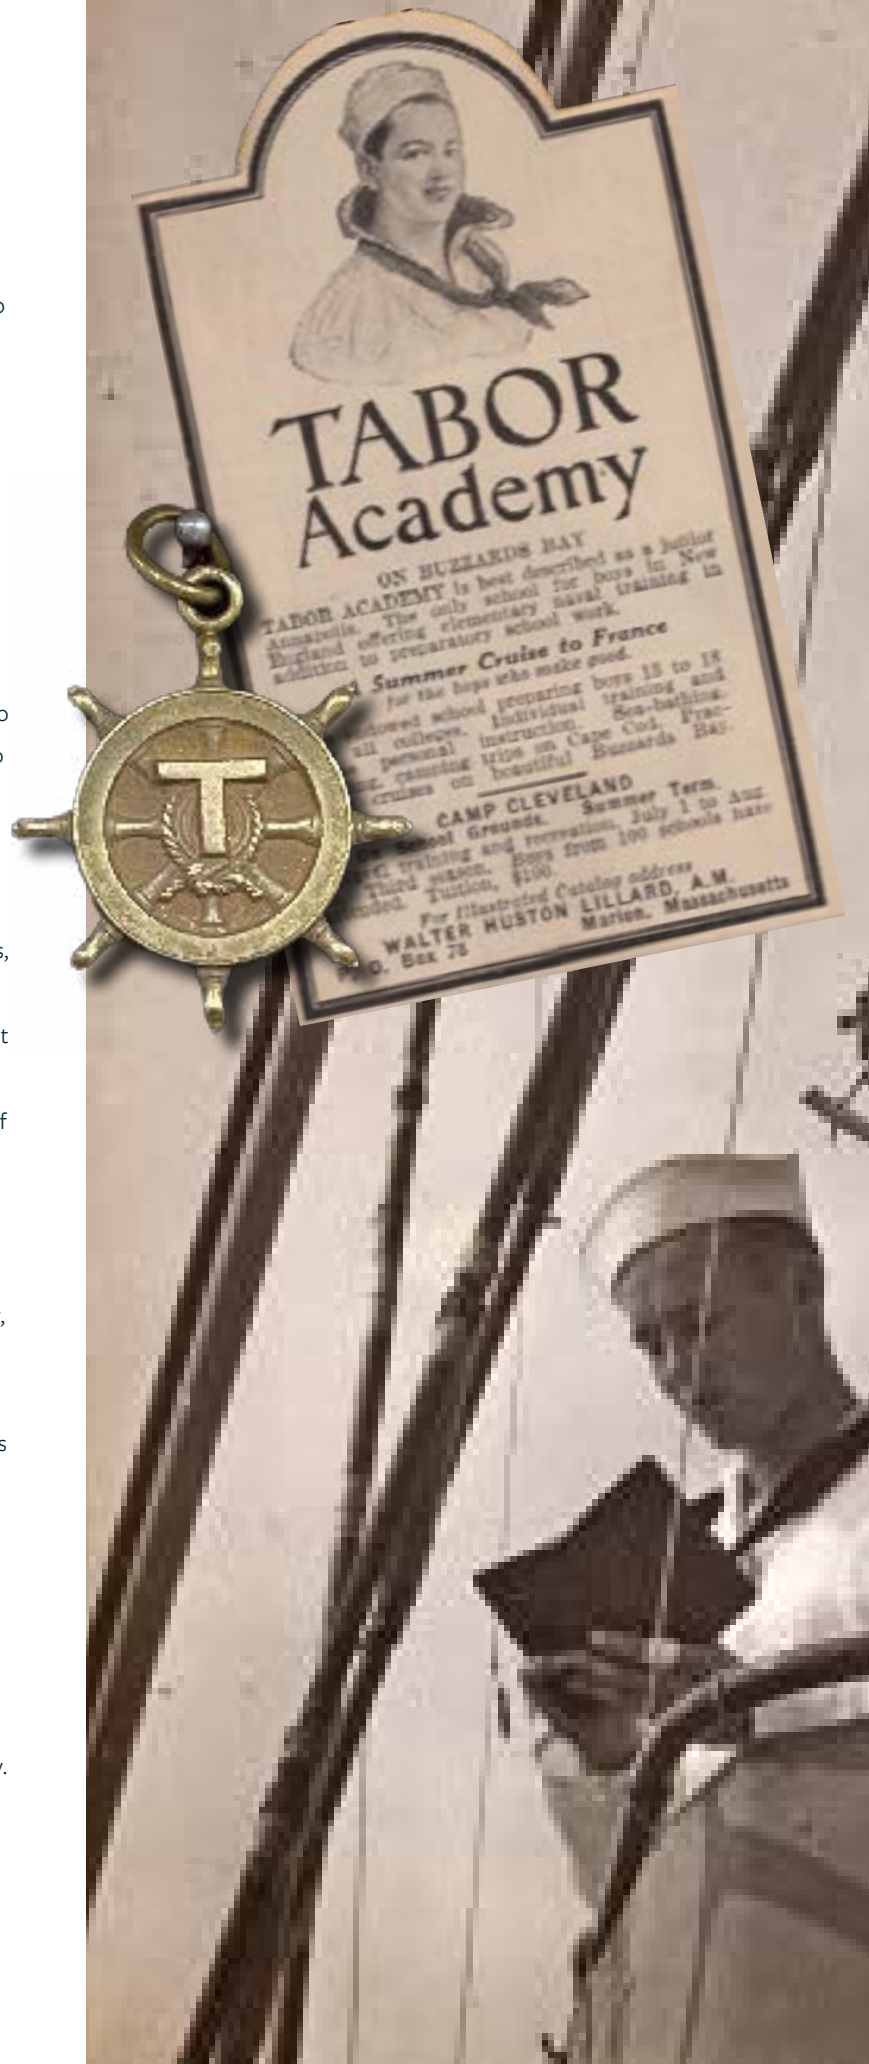 o
TABOR
Academy
ON BUZZARDS BAY
TABOR ACADEMY is best described as a junior
Annapolis. The only school for boys in New
England offering elementary naval training in
addition to preparatory school work.
Summer Cruise to France
for the boys who make good.
school preparing boys 15 to 18
all colleges. Individual training and
personal instruction. Sea-bathing,
camping trips on Cape Cod. Prac-
cruises on beautiful Buzzards Bay.
CAMP CLEVELAND
On School Grounds. Summer Term.
training and recreation, July 1 to Aug
Third season. Boys from 100 schools have
Tuition, $190.
For Illustrated Catalog address
WALTER HUSTON LILLARD, A.M.
P. O. Box 78 Marion, Massachusetts
T
o
o
s,
t
f
,
s
y.